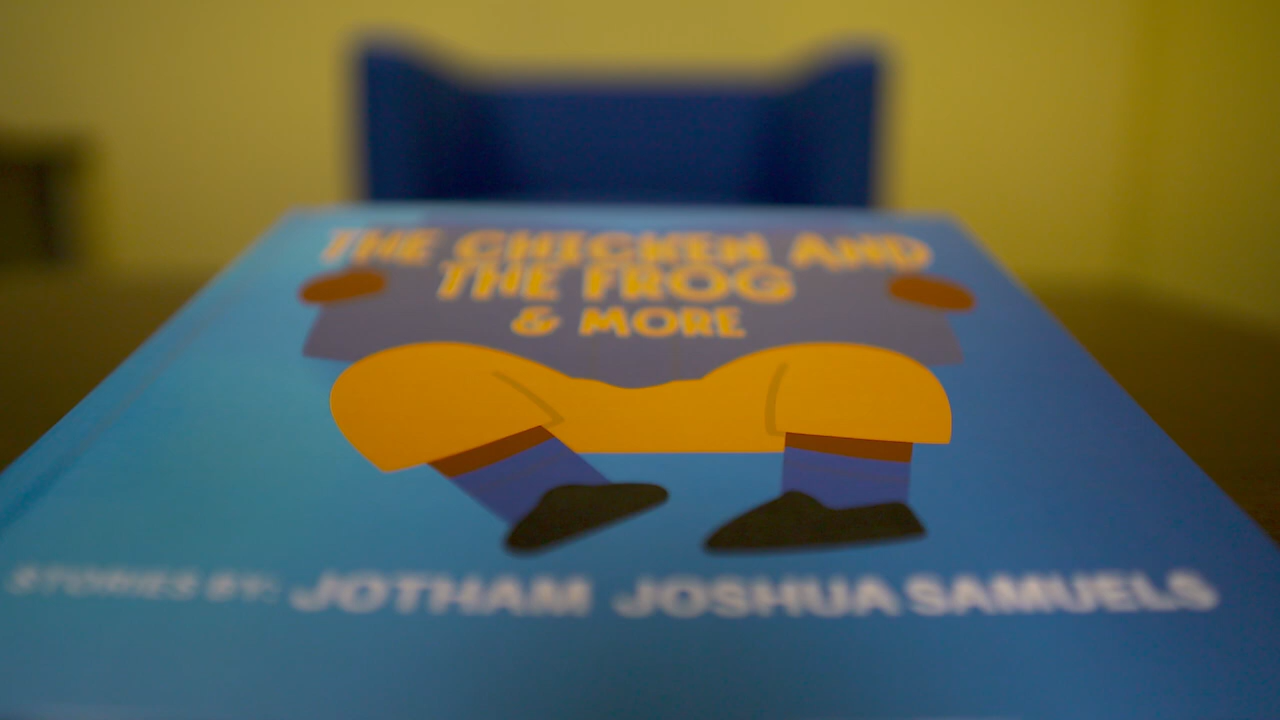 THE CHICKEN AND
THE FROG
& MORE
STORIES BY: JOTHAM JOSHUA SAMUELS